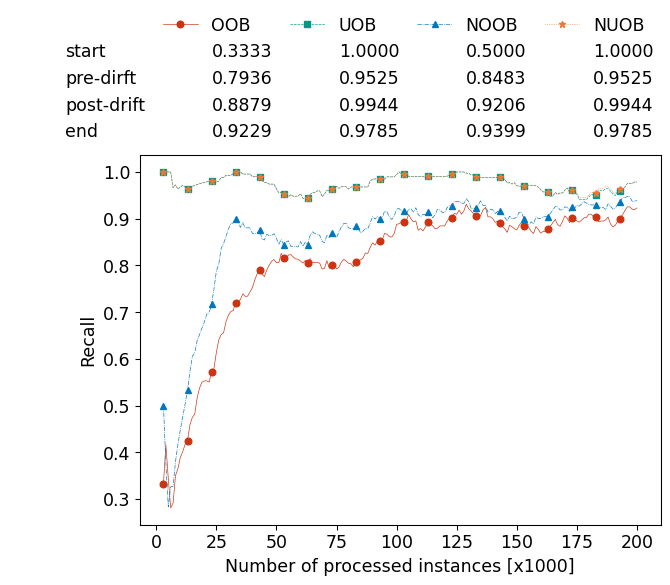 OOB UOB NOOB NUOB
start 0.3333 1.0000 0.5000 1.0000
pre-dirft 0.7936 0.9525 0.8483 0.9525
post-drift 0.8879 0.9944 0.9206 0.9944
end 0.9229 0.9785 0.9399 0.9785
1.0
0.9
0.8
0.7
0.6
0.5
0.4
0.3
Recall
0 25 50 75 100 125 150 175 200
Number of processed instances [x1000]